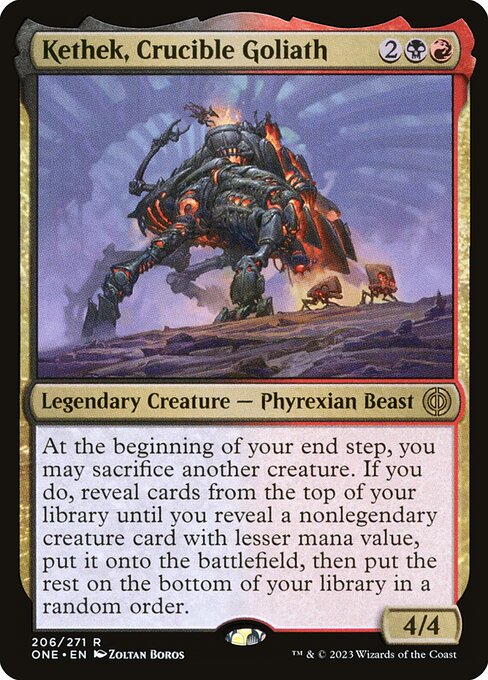 Kethek, Crucible Goliath 2
Legendary Creature — Phyrexian Beast
At the beginning of your end step, you
may sacrifice another creature. If you
do, reveal cards from the top of your
library until you reveal a nonlegendary
creature card with lesser mana value,
put it onto the battlefield, then put the
rest on the bottom of your library in a
random order.
4/4
206/271 R
ONE • EN Zoltan Boros
™ & © 2023 Wizards of the Coast